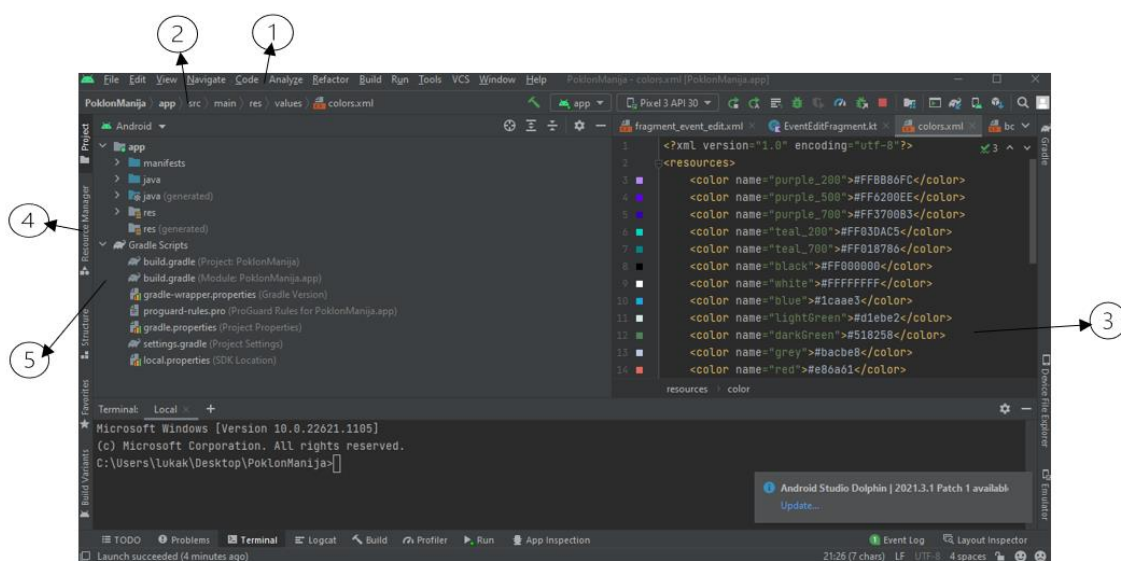 2 1
File Edit View Navigate Code Analyze Refactor Build Run Tools VCS Window Help PoklonManija - colors.xml [PoklonManija.app]
PoklonManija app src main res values colors.xml app Pixel 3 API 30
Project
Resource Manager
Structure
Favorites
Build Variants
4
5
Android
app
manifests
java
java (generated)
res
res (generated)
Gradle Scripts
build.gradle (Project: PoklonManija)
build.gradle (Module: PoklonManija.app)
gradle-wrapper.properties (Gradle Version)
proguard-rules.pro (ProGuard Rules for PoklonManija.app)
gradle.properties (Project Properties)
settings.gradle (Project Settings)
local.properties (SDK Location)
fragment_event_edit.xml EventEditFragment.kt colors.xml bc
3
1 <?xml version="1.0" encoding="utf-8"?>
2 <resources>
3 <color name="purple_200">#FFBB86FC</color>
4 <color name="purple_500">#FF6200EE</color>
5 <color name="purple_700">#FF3700B3</color>
6 <color name="teal_200">#FF03DAC5</color>
7 <color name="teal_700">#FF018786</color>
8 <color name="black">#FF000000</color>
9 <color name="white">#FFFFFFFF</color>
10 <color name="blue">#1caae3</color>
11 <color name="lightGreen">#d1ebe2</color>
12 <color name="darkGreen">#518258</color>
13 <color name="grey">#bacbe8</color>
14 <color name="red">#e86a61</color>
resources color
Gradle
Device File Explorer
Emulator
3
Terminal: Local
Microsoft Windows [Version 10.0.22621.1105]
(c) Microsoft Corporation. All rights reserved.
C:\Users\lukak\Desktop\PoklonManija>
Android Studio Dolphin | 2021.3.1 Patch 1 availabl
Update...
TODO Problems Terminal Logcat Build Profiler Run App Inspection 1 Event Log Layout Inspector
Launch succeeded (4 minutes ago) 21:26 (7 chars) LF UTF-8 4 spaces